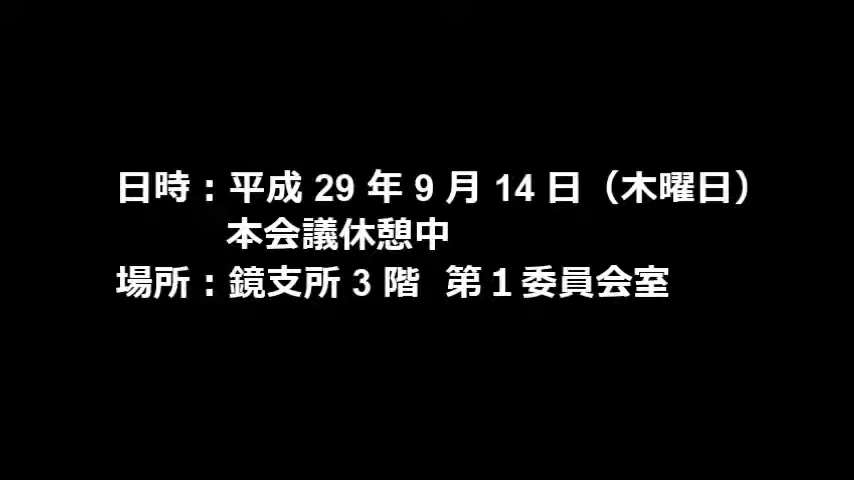 日時：平成 29 年 9 月 14 日（木曜日）
本会議休憩中
場所：鏡支所 3 階 第１委員会室